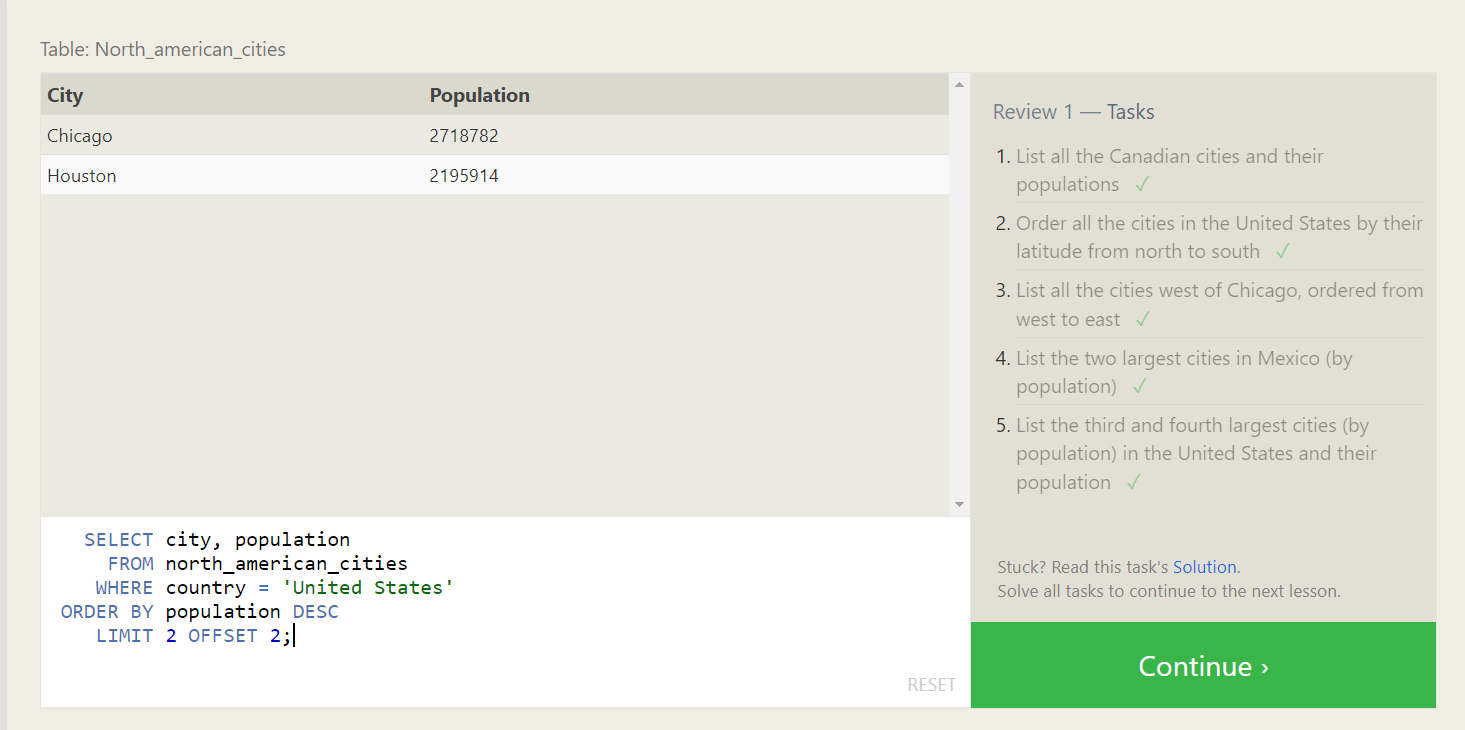 Table: North_american_cities
City Population
Chicago 2718782
Houston 2195914
SELECT city, population
FROM north_american_cities
WHERE country = 'United States'
ORDER BY population DESC
LIMIT 2 OFFSET 2;
RESET
Review 1 — Tasks
1. List all the Canadian cities and their
populations ✓
2. Order all the cities in the United States by their
latitude from north to south ✓
3. List all the cities west of Chicago, ordered from
west to east ✓
4. List the two largest cities in Mexico (by
population) ✓
5. List the third and fourth largest cities (by
population) in the United States and their
population ✓
Stuck? Read this task's Solution.
Solve all tasks to continue to the next lesson.
Continue ›